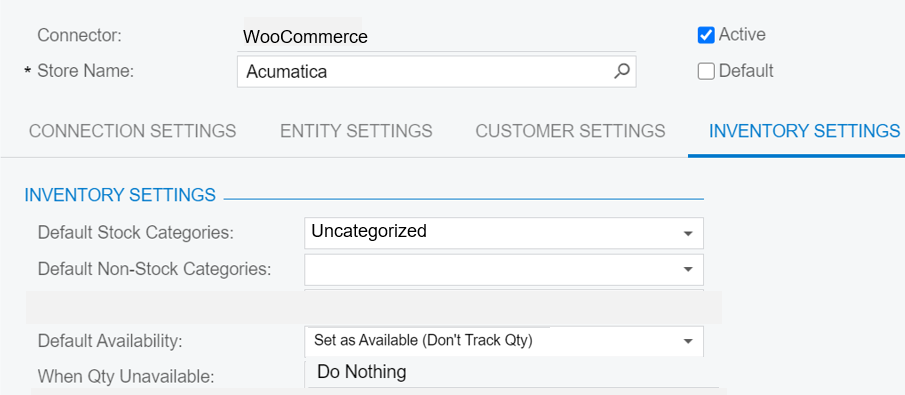 Connector: WooCommerce Active
* Store Name: Acumatica Default
CONNECTION SETTINGS ENTITY SETTINGS CUSTOMER SETTINGS INVENTORY SETTINGS
INVENTORY SETTINGS
Default Stock Categories: Uncategorized
Default Non-Stock Categories:
Default Availability: Set as Available (Don't Track Qty)
When Qty Unavailable: Do Nothing